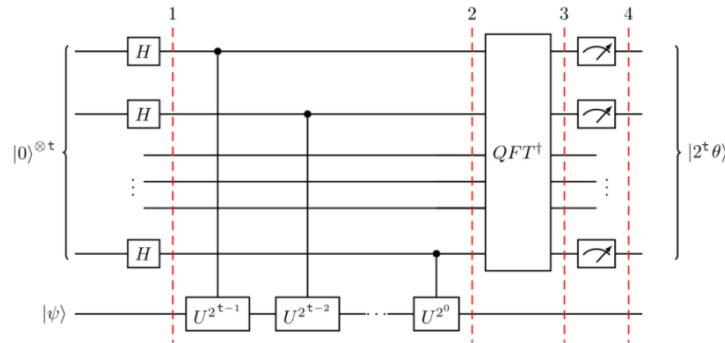 1 2 3 4
H
H
|0⟩^{⊗t} QFT^† |2^t θ⟩
⋮ ⋮
H
|ψ⟩ U^{2^{t−1}} U^{2^{t−2}} ··· U^{2^0}